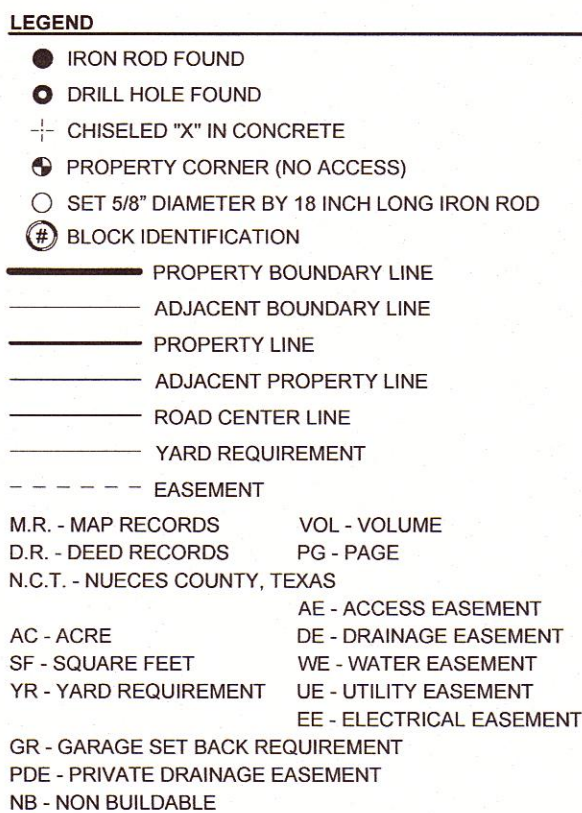 LEGEND
IRON ROD FOUND
DRILL HOLE FOUND
CHISELED "X" IN CONCRETE
PROPERTY CORNER (NO ACCESS)
SET 5/8" DIAMETER BY 18 INCH LONG IRON ROD
# BLOCK IDENTIFICATION
PROPERTY BOUNDARY LINE
ADJACENT BOUNDARY LINE
PROPERTY LINE
ADJACENT PROPERTY LINE
ROAD CENTER LINE
YARD REQUIREMENT
EASEMENT
M.R. - MAP RECORDS VOL - VOLUME
D.R. - DEED RECORDS PG - PAGE
N.C.T. - NUECES COUNTY, TEXAS
AE - ACCESS EASEMENT
AC - ACRE DE - DRAINAGE EASEMENT
SF - SQUARE FEET WE - WATER EASEMENT
YR - YARD REQUIREMENT UE - UTILITY EASEMENT
EE - ELECTRICAL EASEMENT
GR - GARAGE SET BACK REQUIREMENT
PDE - PRIVATE DRAINAGE EASEMENT
NB - NON BUILDABLE